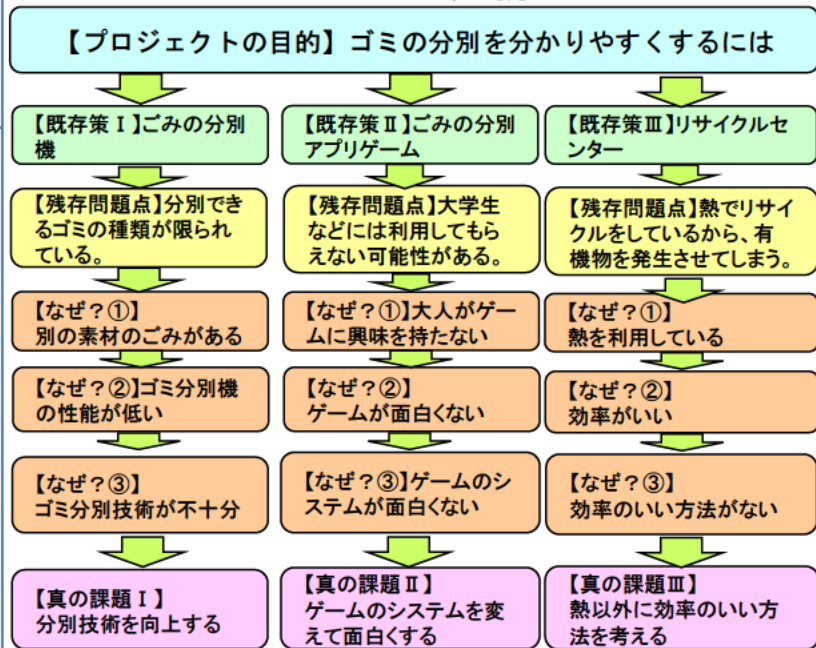 【プロジェクトの目的】ゴミの分別を分かりやすくするには
【既存策Ⅰ】ごみの分別
機
【残存問題点】分別でき
るゴミの種類が限られ
ている。
【なぜ？①】
別の素材のごみがある
【なぜ？②】ゴミ分別機
の性能が低い
【なぜ？③】
ゴミ分別技術が不十分
【真の課題Ⅰ】
分別技術を向上する
【既存策Ⅱ】ごみの分別
アプリゲーム
【残存問題点】大学生
などには利用してもら
えない可能性がある。
【なぜ？①】大人がゲー
ムに興味を持たない
【なぜ？②】
ゲームが面白くない
【なぜ？③】ゲームのシ
ステムが面白くない
【真の課題Ⅱ】
ゲームのシステムを変
えて面白くする
【既存策Ⅲ】リサイクルセ
ンター
【残存問題点】熱でリサイ
クルをしているから、有
機物を発生させてしまう。
【なぜ？①】
熱を利用している
【なぜ？②】
効率がいい
【なぜ？③】
効率のいい方法がない
【真の課題Ⅲ】
熱以外に効率のいい方
法を考える